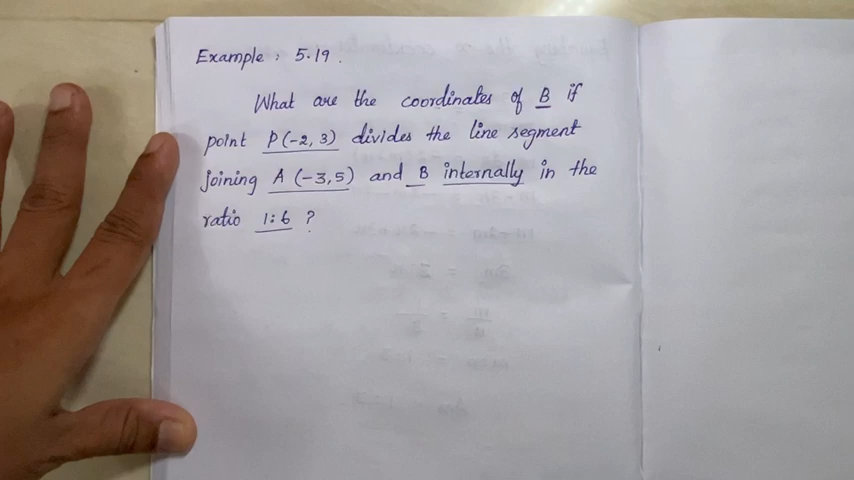 Example : 5.19.
What are the coordinates of B if
point P(-2, 3) divides the line segment
joining A (-3,5) and B internally in the
ratio 1:6 ?